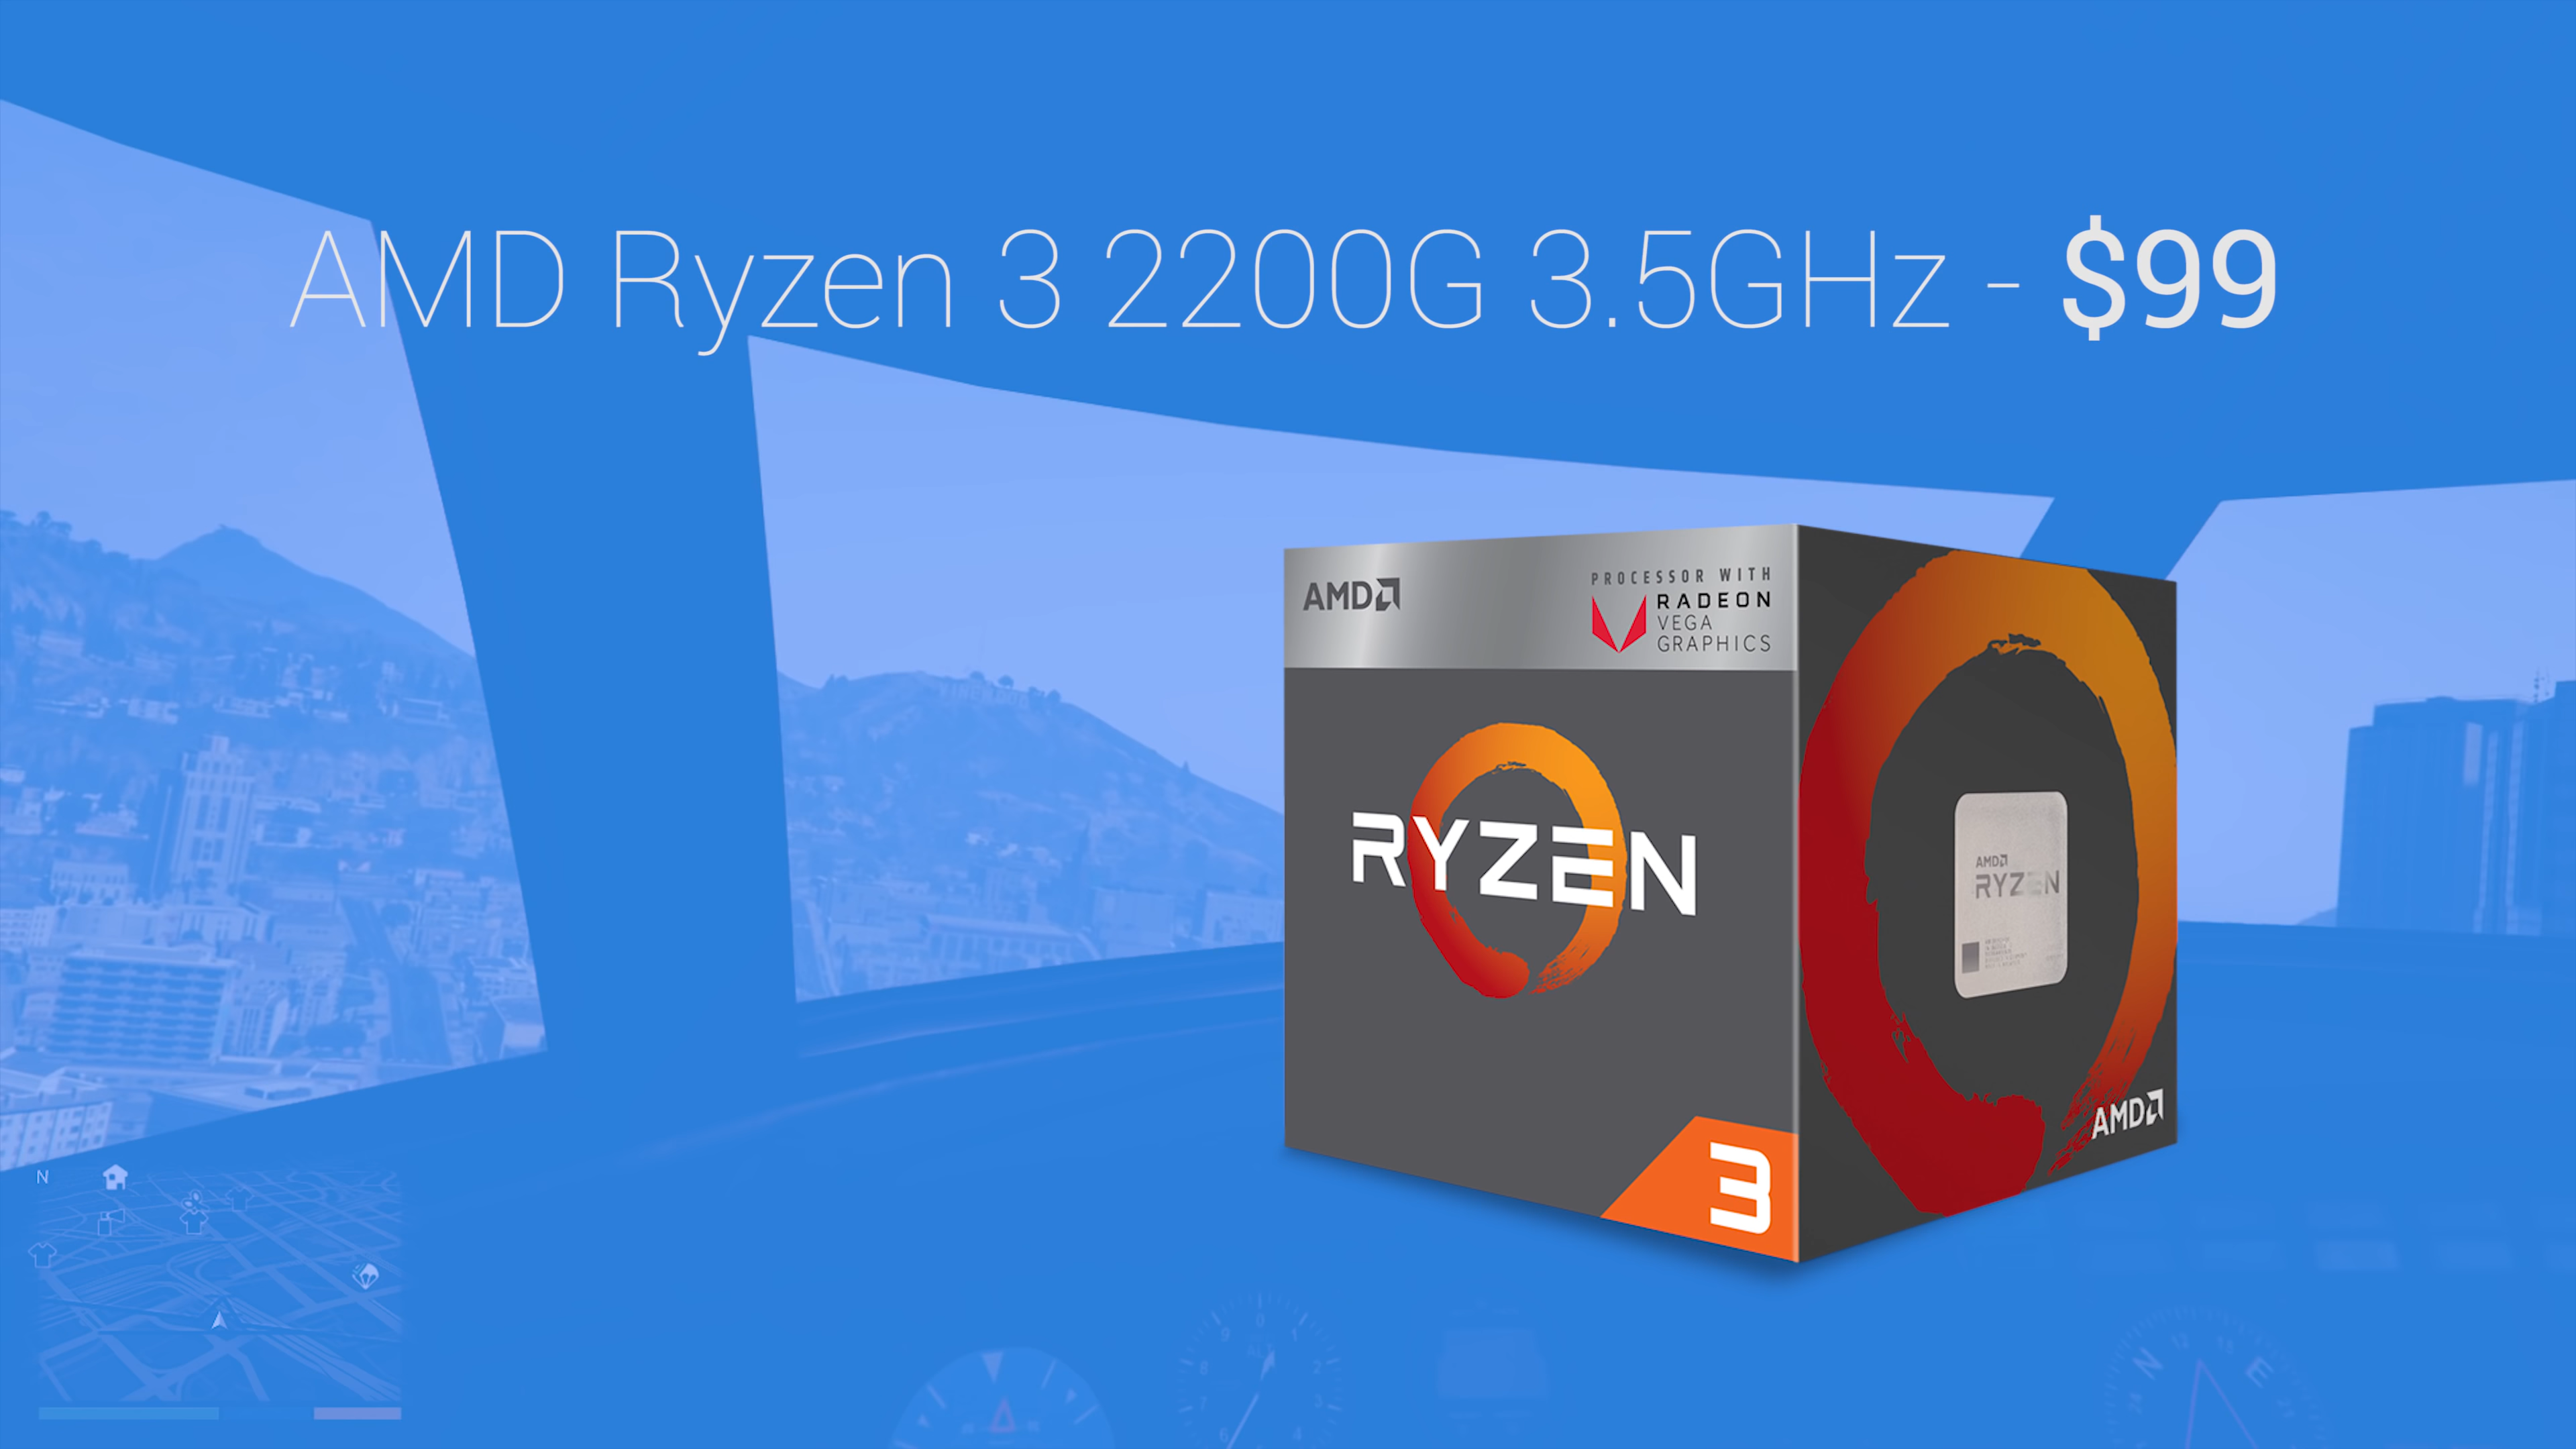 AMD Ryzen 3 2200G 3.5GHz - $99
AMD
PROCESSOR WITH
RADEON
VEGA
GRAPHICS
RYZEN
3
AMD
RYZEN
AMD
N
N
E